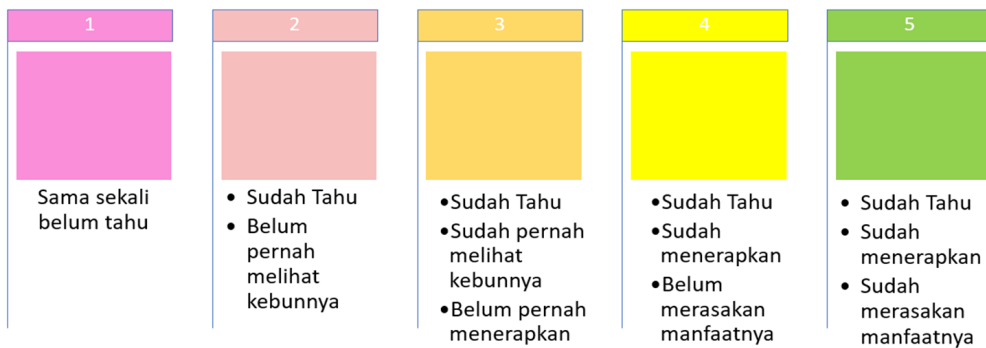 1
Sama sekali
belum tahu
2
• Sudah Tahu
• Belum
pernah
melihat
kebunnya
3
•Sudah Tahu
•Sudah pernah
melihat
kebunnya
•Belum pernah
menerapkan
4
•Sudah Tahu
•Sudah
menerapkan
•Belum
merasakan
manfaatnya
5
• Sudah Tahu
• Sudah
menerapkan
• Sudah
merasakan
manfaatnya